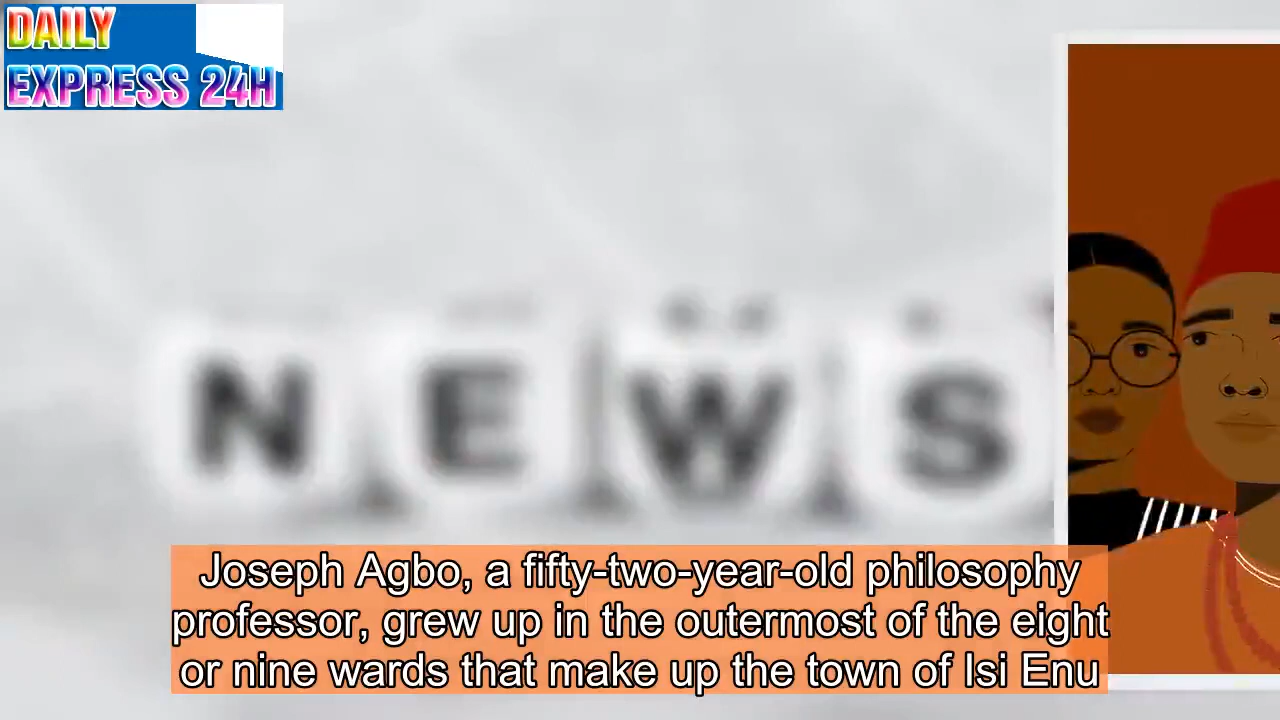 DAILY
EXPRESS 24H
NEWS
Joseph Agbo, a fifty-two-year-old philosophy
professor, grew up in the outermost of the eight
or nine wards that make up the town of Isi Enu